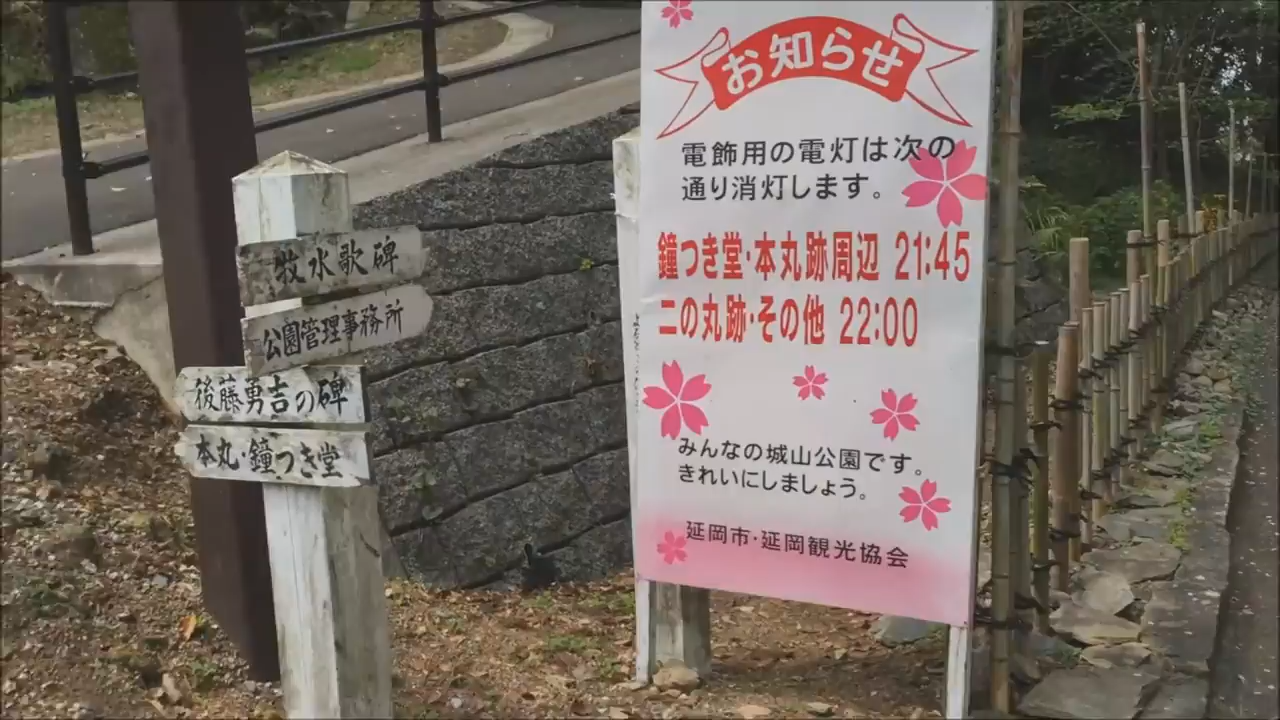 牧水歌碑
公園管理事務所
後藤勇吉の碑
本丸・鐘つき堂
お知らせ
電飾用の電灯は次の
通り消灯します。
鐘つき堂・本丸跡周辺 21:45
二の丸跡・その他 22:00
みんなの城山公園です。
きれいにしましょう。
延岡市・延岡観光協会